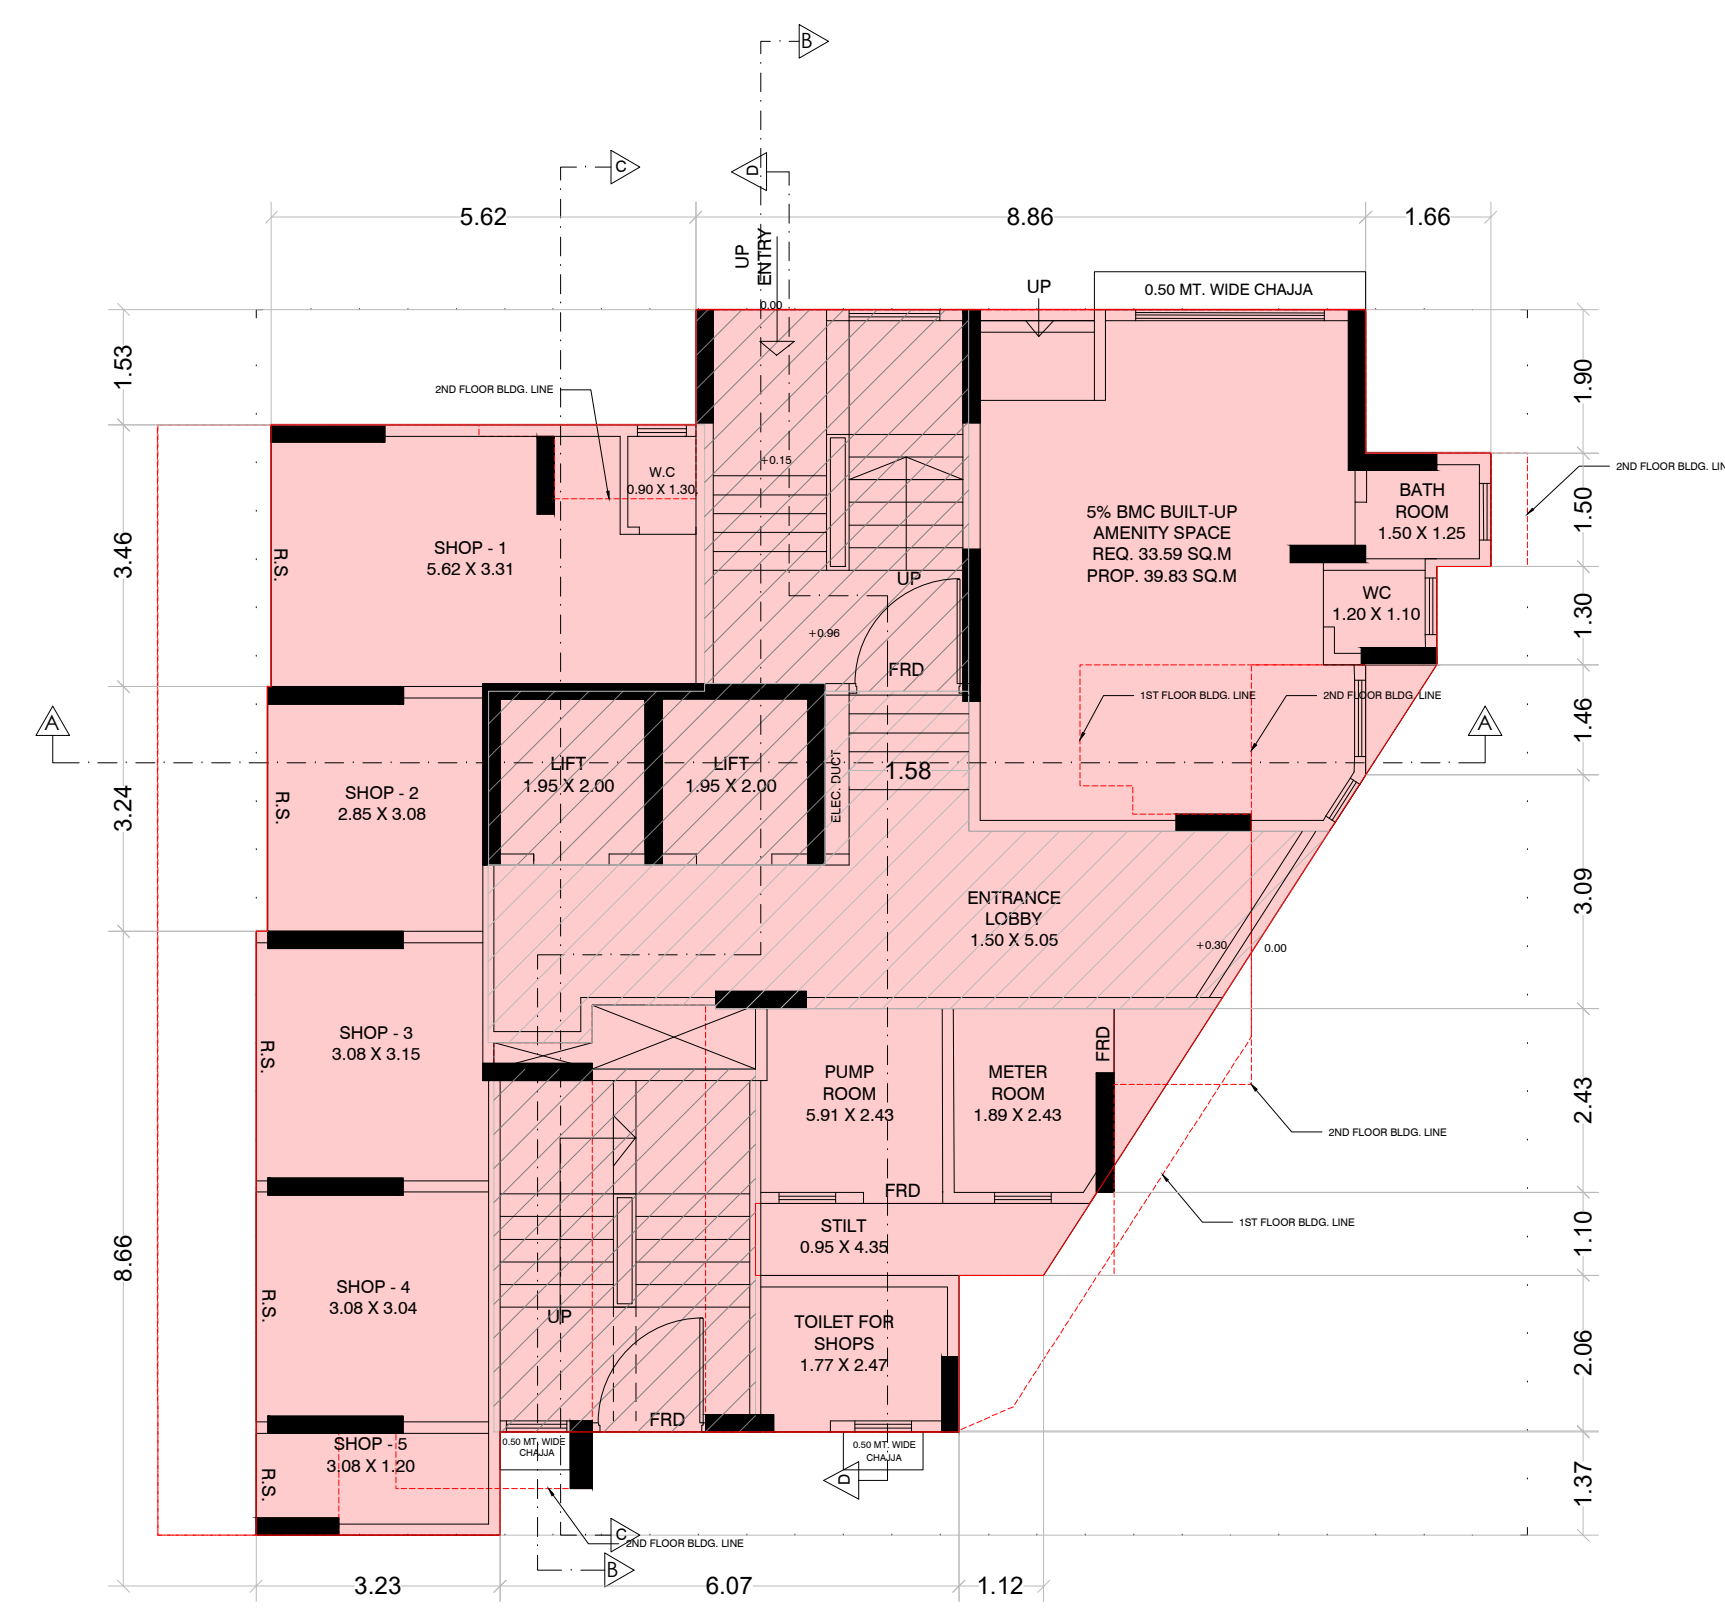 B
C
D
5.62
8.86
1.66
UP
ENTRY
0.00
UP
0.50 MT. WIDE CHAJJA
1.53
1.90
2ND FLOOR BLDG. LINE
+0.15
W.C
0.90 X 1.30
2ND FLOOR BLDG. LIN
BATH
ROOM
1.50 X 1.25
1.50
5% BMC BUILT-UP
AMENITY SPACE
REQ. 33.59 SQ.M
PROP. 39.83 SQ.M
3.46
R.S.
SHOP - 1
5.62 X 3.31
UP
WC
1.20 X 1.10
1.30
+0.96
FRD
1ST FLOOR BLDG. LINE
2ND FLOOR BLDG. LINE
1.46
A
A
LIFT
1.95 X 2.00
LIFT
1.95 X 2.00
ELEC. DUCT
1.58
3.24
R.S.
SHOP - 2
2.85 X 3.08
3.09
ENTRANCE
LOBBY
1.50 X 5.05
+0.30
0.00
R.S.
SHOP - 3
3.08 X 3.15
FRD
PUMP
ROOM
5.91 X 2.43
METER
ROOM
1.89 X 2.43
2.43
2ND FLOOR BLDG. LINE
FRD
1ST FLOOR BLDG. LINE
STILT
0.95 X 4.35
1.10
8.66
R.S.
SHOP - 4
3.08 X 3.04
UP
TOILET FOR
SHOPS
1.77 X 2.47
2.06
FRD
SHOP - 5
3.08 X 1.20
R.S.
0.50 MT. WIDE
CHAJJA
0.50 MT. WIDE
CHAJJA
D
1.37
C
2ND FLOOR BLDG. LINE
B
3.23
6.07
1.12